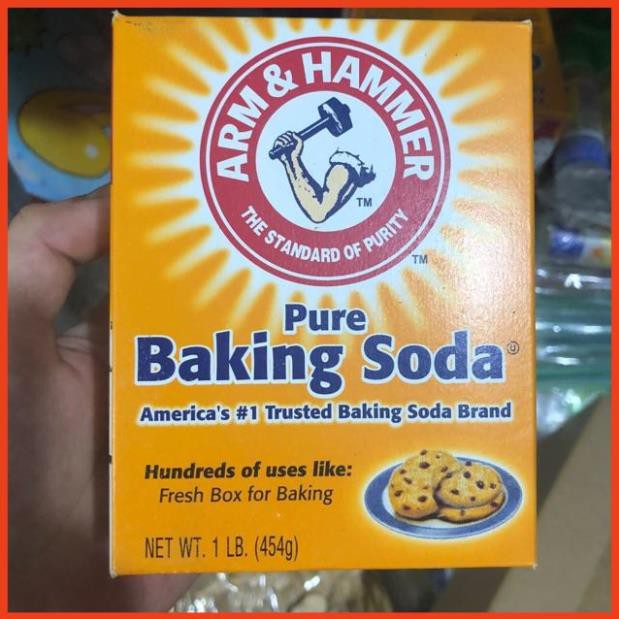 ARM & HAMMER
TM
THE STANDARD OF PURITY
TM
Pure
Baking Soda
America's #1 Trusted Baking Soda Brand
Hundreds of uses like:
Fresh Box for Baking
NET WT. 1 LB. (454g)